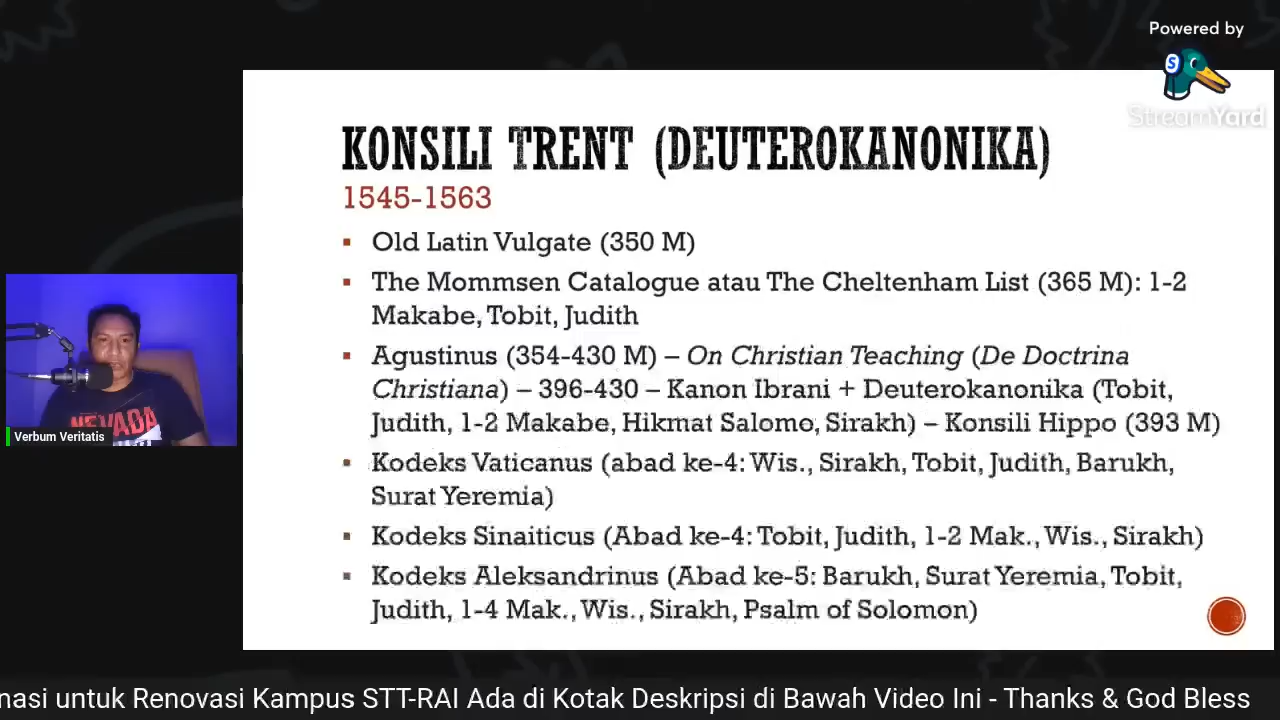 Powered by
StreamYard
KONSILI TRENT (DEUTEROKANONIKA)
1545-1563
▪ Old Latin Vulgate (350 M)
▪ The Mommsen Catalogue atau The Cheltenham List (365 M): 1-2
Makabe, Tobit, Judith
▪ Agustinus (354-430 M) – On Christian Teaching (De Doctrina
Christiana) – 396-430 – Kanon Ibrani + Deuterokanonika (Tobit,
Judith, 1-2 Makabe, Hikmat Salomo, Sirakh) – Konsili Hippo (393 M)
▪ Kodeks Vaticanus (abad ke-4: Wis., Sirakh, Tobit, Judith, Barukh,
Surat Yeremia)
▪ Kodeks Sinaiticus (Abad ke-4: Tobit, Judith, 1-2 Mak., Wis., Sirakh)
▪ Kodeks Aleksandrinus (Abad ke-5: Barukh, Surat Yeremia, Tobit,
Judith, 1-4 Mak., Wis., Sirakh, Psalm of Solomon)
NEVADA
Verbum Veritatis
masi untuk Renovasi Kampus STT-RAI Ada di Kotak Deskripsi di Bawah Video Ini - Thanks & God Bless